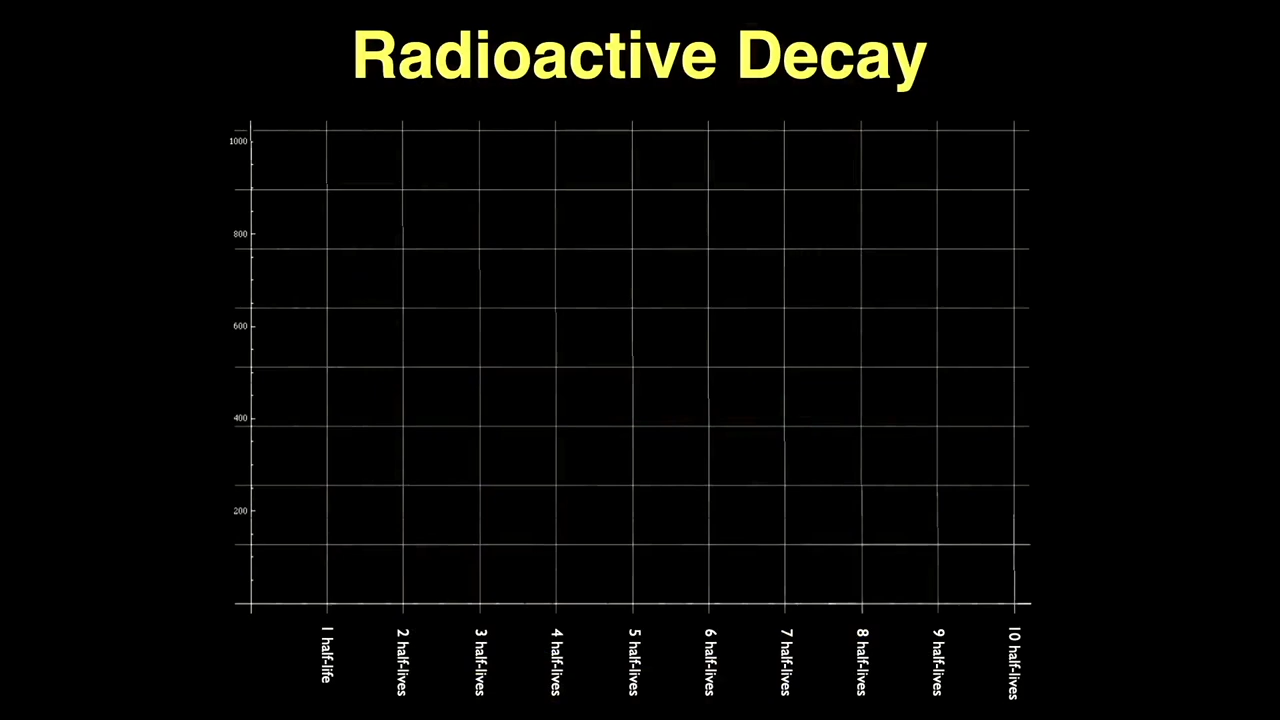 Radioactive Decay
1000
800
600
400
200
1 half-life
2 half-lives
3 half-lives
4 half-lives
5 half-lives
6 half-lives
7 half-lives
8 half-lives
9 half-lives
10 half-lives